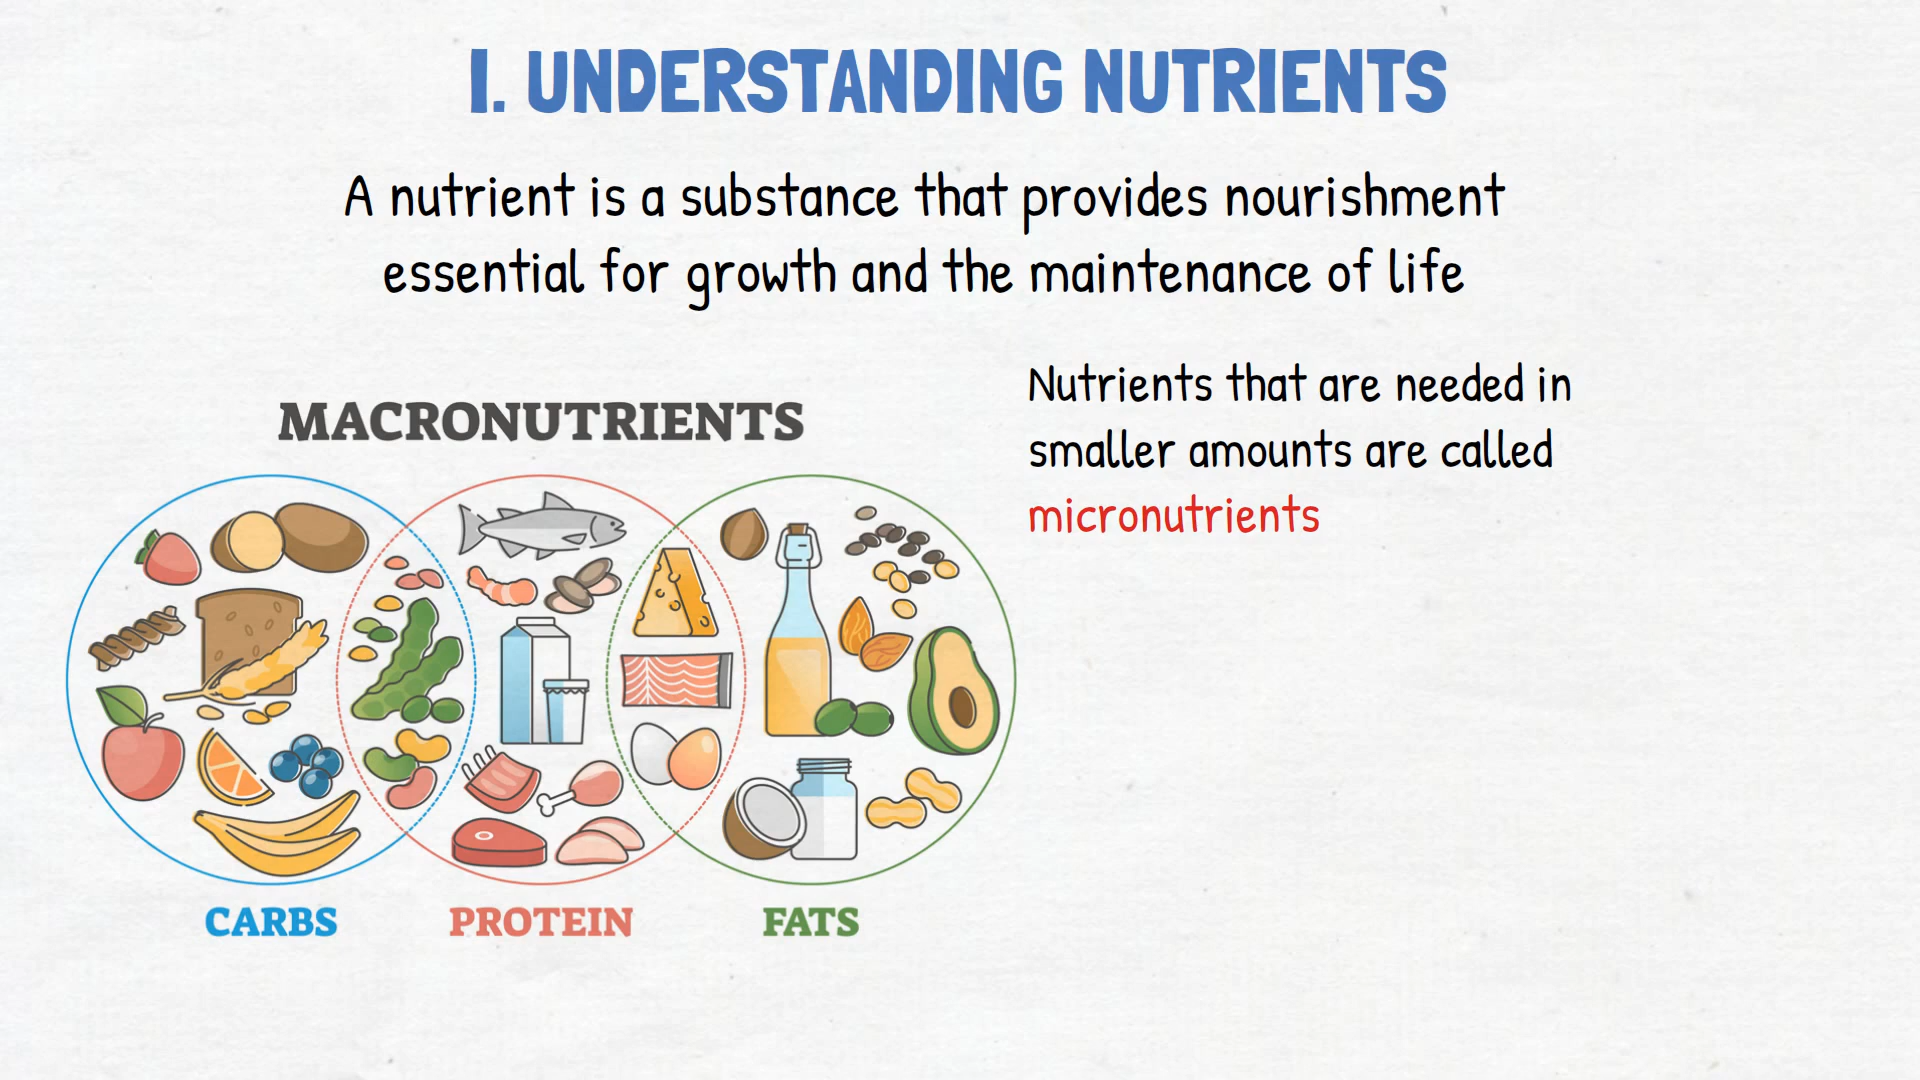 I. UNDERSTANDING NUTRIENTS
A nutrient is a substance that provides nourishment
essential for growth and the maintenance of life
MACRONUTRIENTS
CARBS
PROTEIN
FATS
Nutrients that are needed in
smaller amounts are called
micronutrients